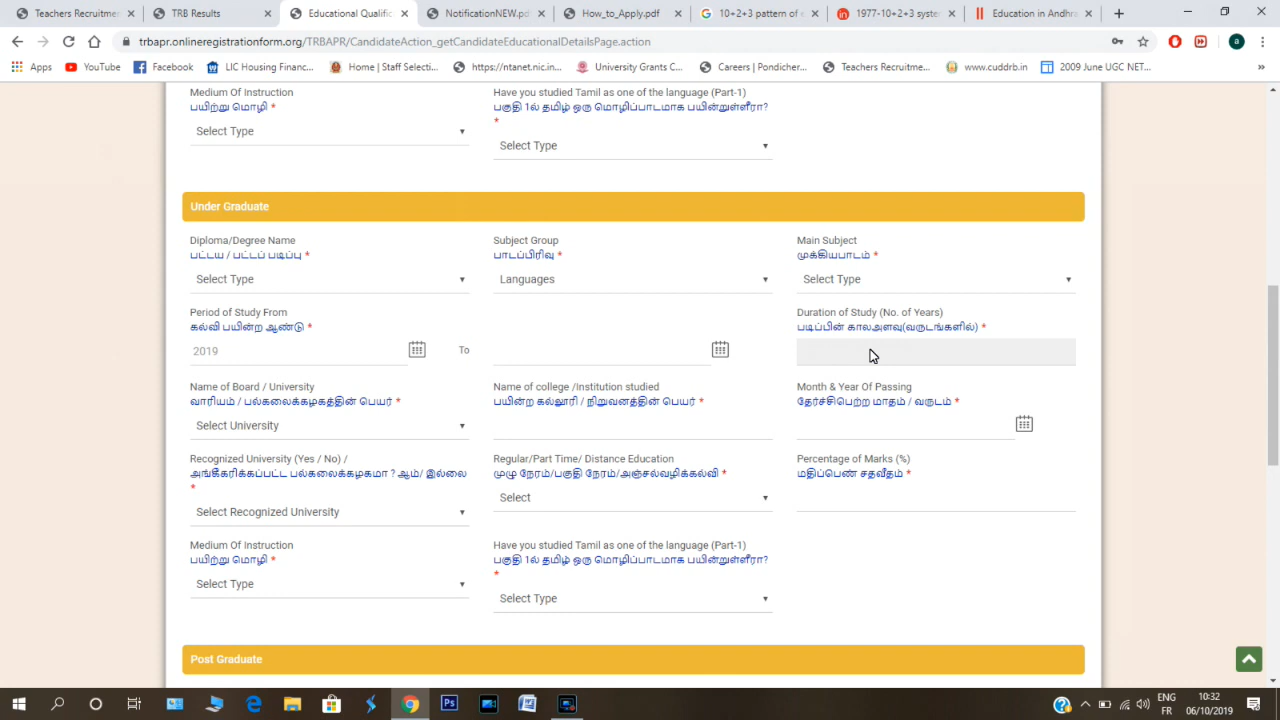 Teachers Recruitme
TRB Results
Educational Qualific
NotificationNEW.pd
How_to_Apply.pdf
10+2+3 pattern of e
1977-10+2+3 syste
Education in Andhra
trbapr.onlineregistrationform.org/TRBAPR/CandidateAction_getCandidateEducationalDetailsPage.action
Apps
YouTube
Facebook
LIC Housing Financ...
Home | Staff Selecti...
https://ntanet.nic.in...
University Grants C...
Careers | Pondicher...
Teachers Recruitme...
www.cuddrb.in
2009 June UGC NET...
Medium Of Instruction
Have you studied Tamil as one of the language (Part-1)
பயிற்று மொழி *
பகுதி 1ல் தமிழ் ஒரு மொழிப்பாடமாக பயின்றுள்ளீரா?
*
Select Type
Select Type
Under Graduate
Diploma/Degree Name
Subject Group
Main Subject
பட்டய / பட்டப் படிப்பு *
பாடப்பிரிவு *
முக்கியபாடம் *
Select Type
Languages
Select Type
Period of Study From
Duration of Study (No. of Years)
கல்வி பயின்ற ஆண்டு *
படிப்பின் காலஅளவு(வருடங்களில்) *
2019
To
Name of Board / University
Name of college /Institution studied
Month & Year Of Passing
வாரியம் / பல்கலைக்கழகத்தின் பெயர் *
பயின்ற கல்லூரி / நிறுவனத்தின் பெயர் *
தேர்ச்சிபெற்ற மாதம் / வருடம் *
Select University
Recognized University (Yes / No) /
Regular/Part Time/ Distance Education
Percentage of Marks (%)
அங்கீகரிக்கப்பட்ட பல்கலைக்கழகமா ? ஆம்/ இல்லை
*
முழு நேரம்/பகுதி நேரம்/அஞ்சல்வழிக்கல்வி *
மதிப்பெண் சதவீதம் *
Select Recognized University
Select
Medium Of Instruction
Have you studied Tamil as one of the language (Part-1)
பயிற்று மொழி *
பகுதி 1ல் தமிழ் ஒரு மொழிப்பாடமாக பயின்றுள்ளீரா?
*
Select Type
Select Type
Post Graduate
ENG
FR
10:32
06/10/2019